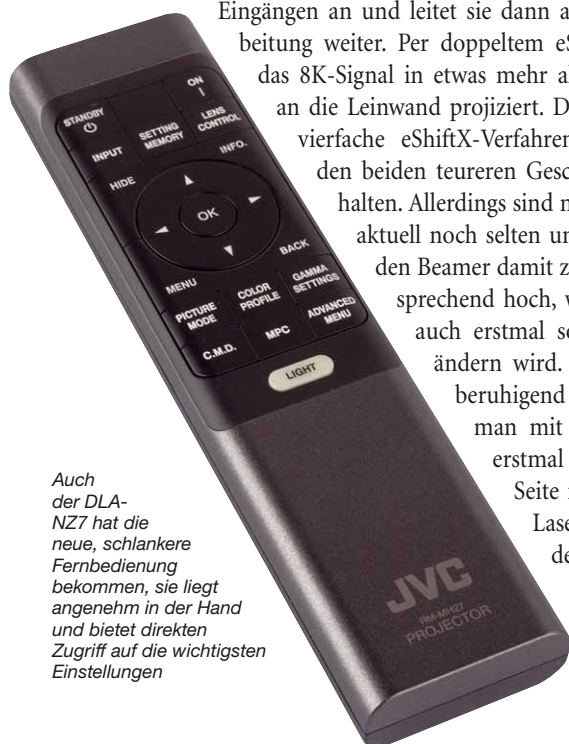 Eingängen an und leitet sie dann a
beitung weiter. Per doppeltem eS
das 8K-Signal in etwas mehr a
an die Leinwand projiziert. D
vierfache eShiftX-Verfahren
den beiden teureren Gesc
halten. Allerdings sind n
aktuell noch selten un
den Beamer damit z
sprechend hoch, w
auch erstmal se
ändern wird.
beruhigend
man mit
erstmal
Seite
Lase
de
STANDBY
ON
INPUT
SETTING MEMORY
LENS CONTROL
HIDE
INFO.
OK
MENU
BACK
PICTURE MODE
COLOR PROFILE
GAMMA SETTINGS
C.M.D.
MPC
ADVANCED MENU
LIGHT
JVC
RM-MH27
PROJECTOR
Auch
der DLA-
NZ7 hat die
neue, schlankere
Fernbedienung
bekommen, sie liegt
angenehm in der Hand
und bietet direkten
Zugriff auf die wichtigsten
Einstellungen